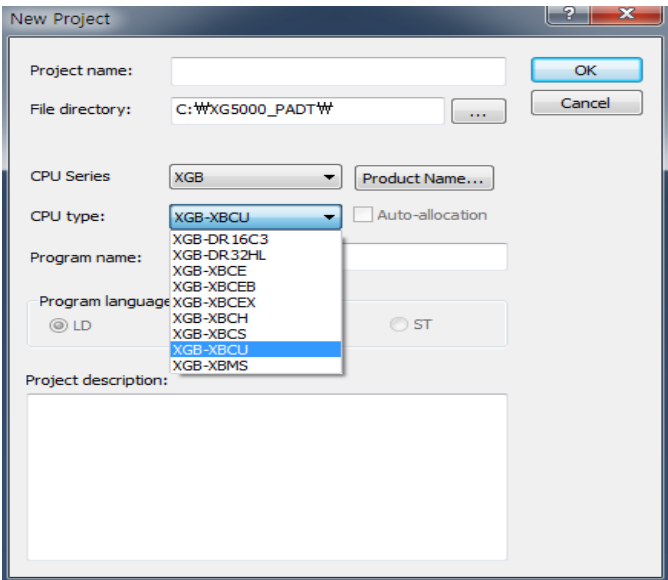 New Project
?
X
Project name:
OK
File directory:
C:₩XG5000_PADT₩
...
Cancel
CPU Series
XGB
Product Name...
CPU type:
XGB-XBCU
Auto-allocation
XGB-DR16C3
XGB-DR32HL
XGB-XBCE
XGB-XBCEB
XGB-XBCEX
XGB-XBCH
XGB-XBCS
XGB-XBCU
XGB-XBMS
Program name:
Program language
LD
ST
Project description: